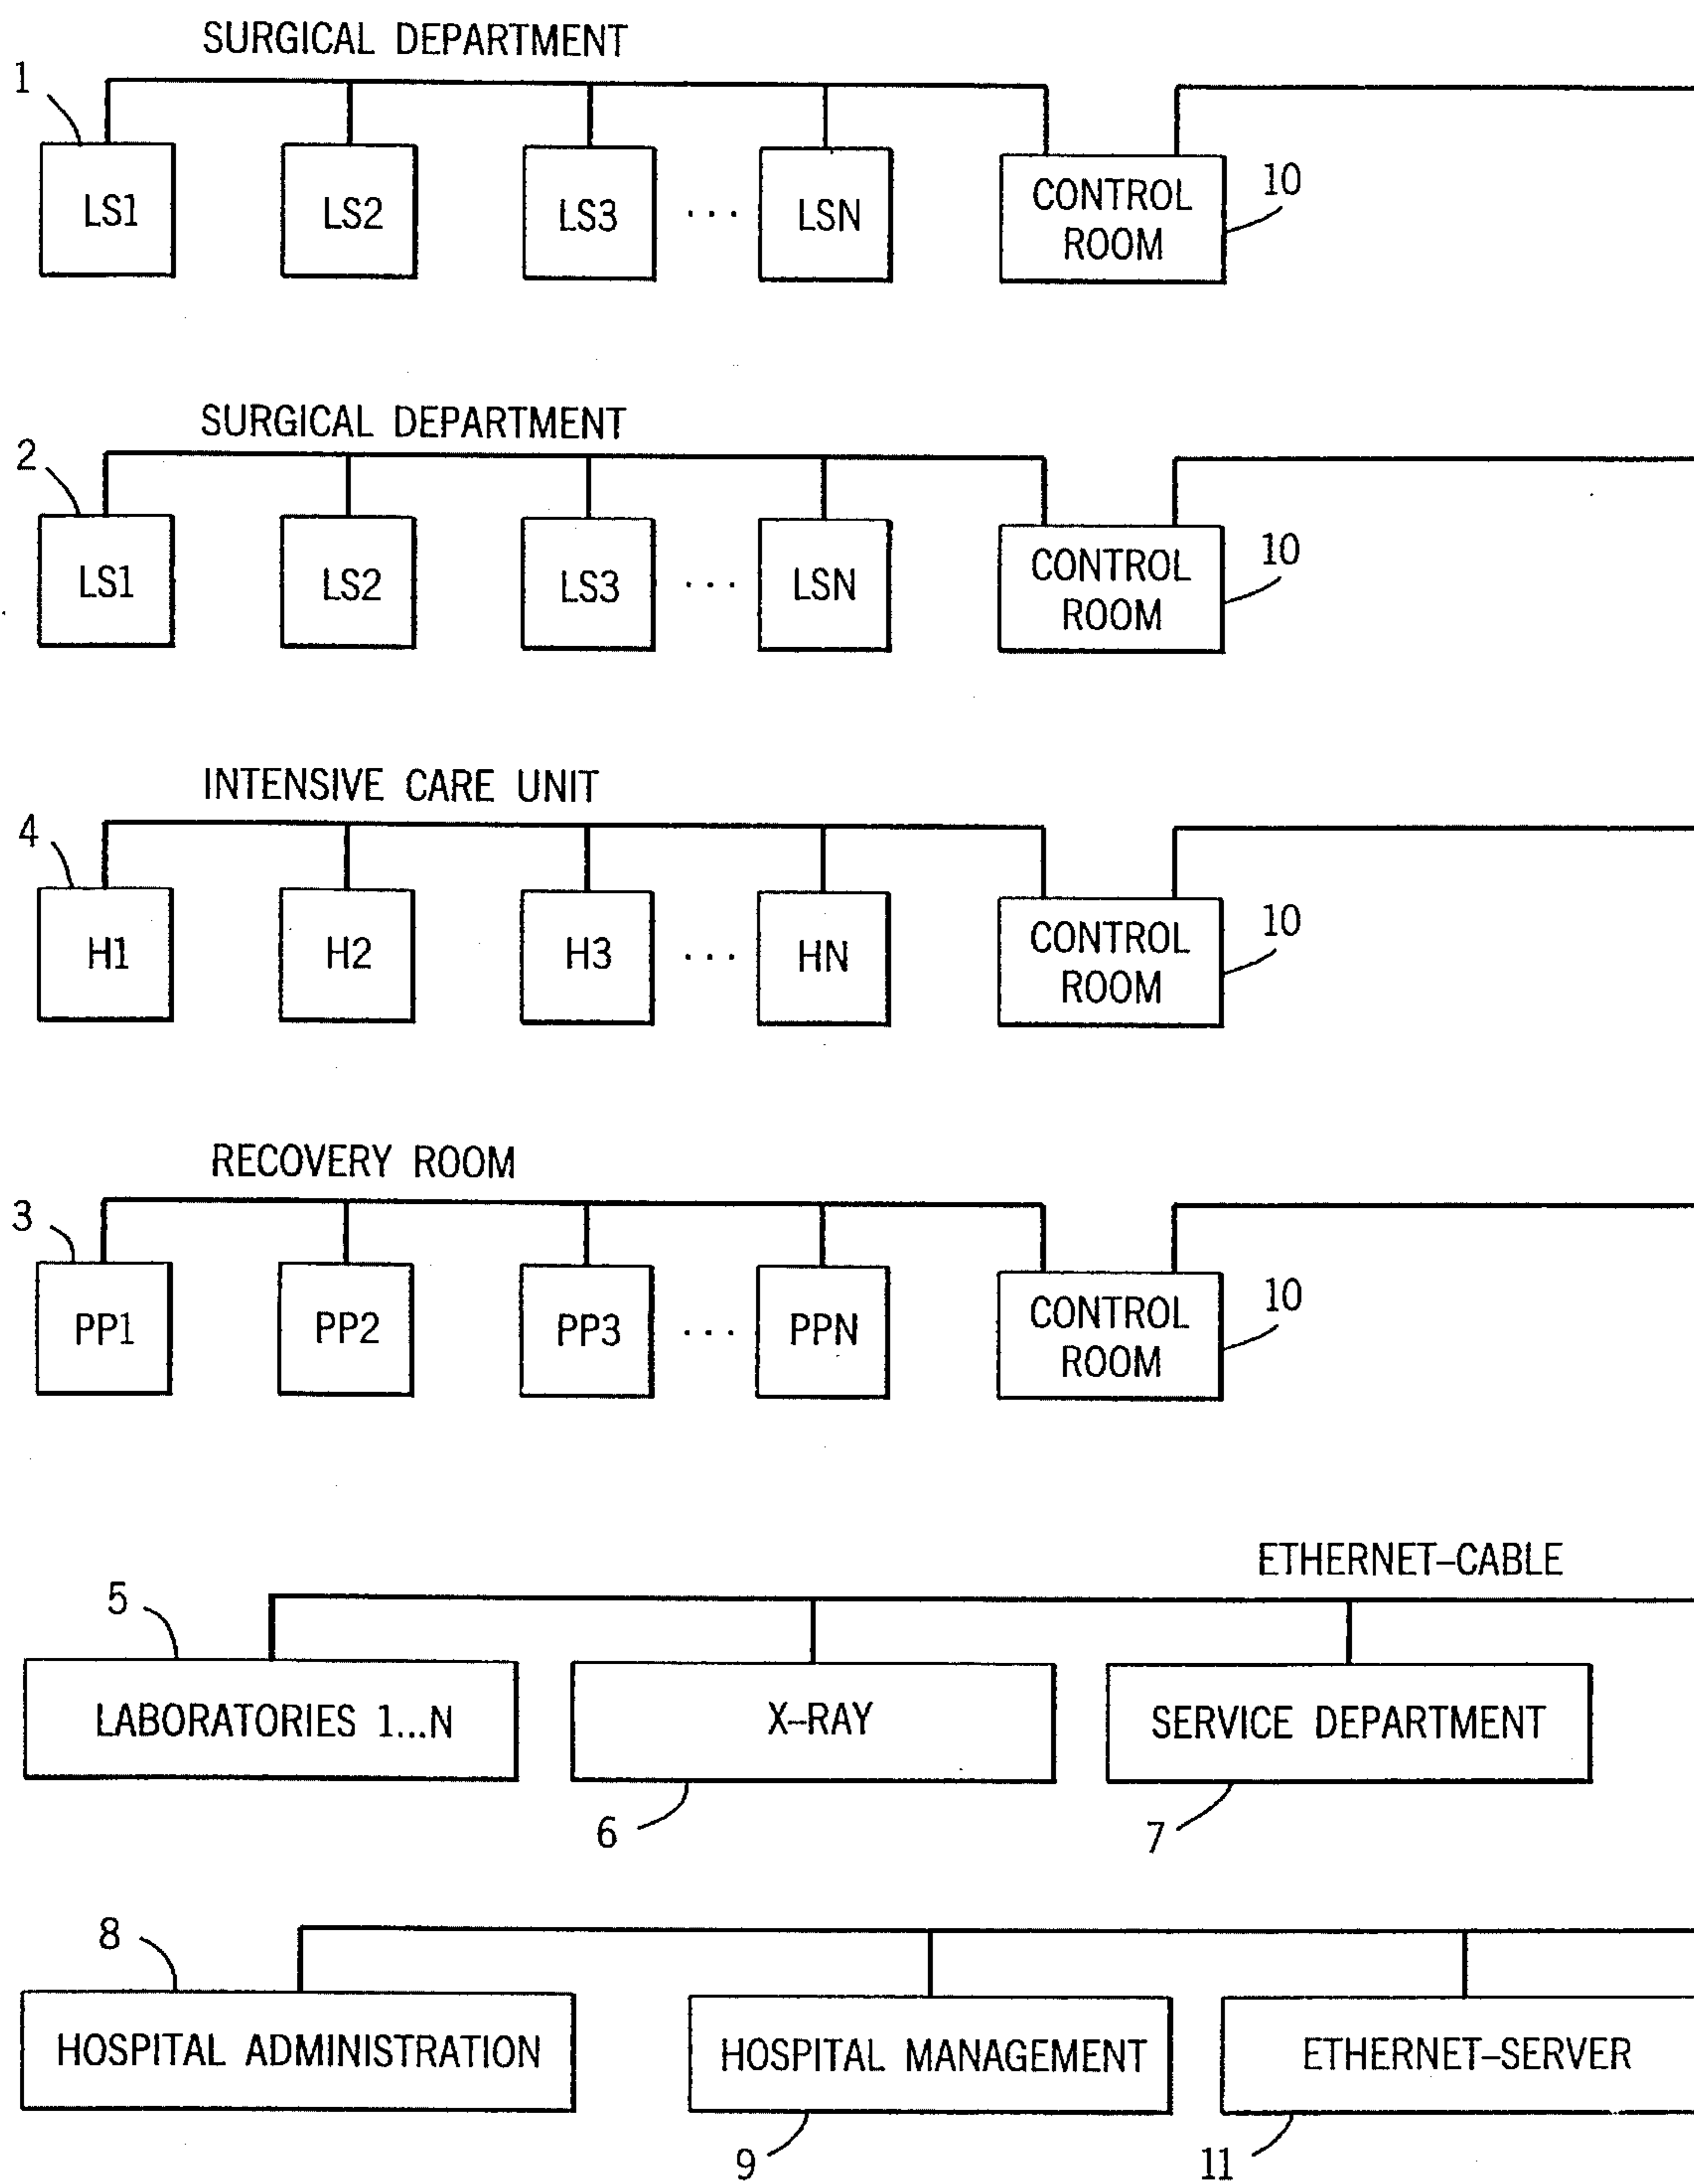 SURGICAL DEPARTMENT
1
LS1 LS2 LS3 ... LSN CONTROL ROOM 10
SURGICAL DEPARTMENT
2
LS1 LS2 LS3 ... LSN CONTROL ROOM 10
INTENSIVE CARE UNIT
4
H1 H2 H3 ... HN CONTROL ROOM 10
RECOVERY ROOM
3
PP1 PP2 PP3 ... PPN CONTROL ROOM 10
ETHERNET–CABLE
5
LABORATORIES 1...N X–RAY SERVICE DEPARTMENT
6 7
8
HOSPITAL ADMINISTRATION HOSPITAL MANAGEMENT ETHERNET–SERVER
9 11